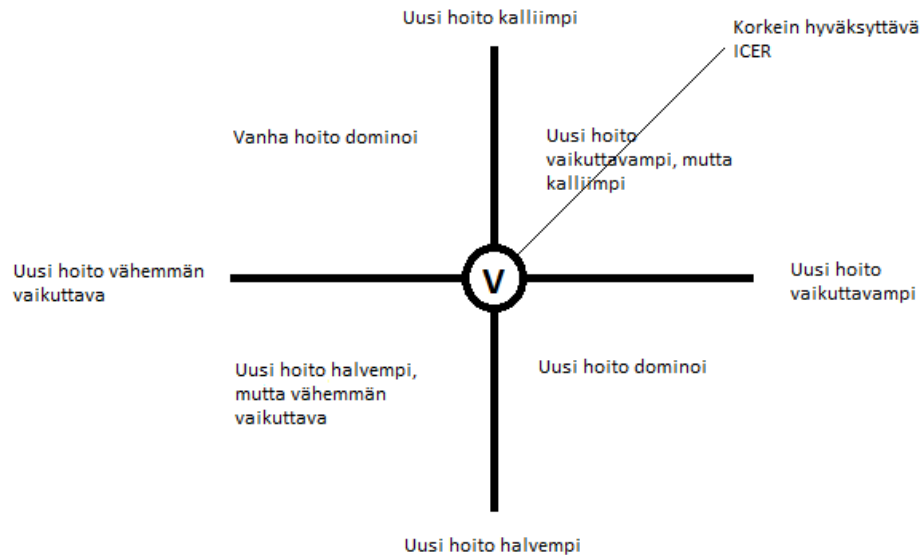 Uusi hoito kalliimpi
Korkein hyväksyttävä
ICER
Vanha hoito dominoi
Uusi hoito
vaikuttavampi, mutta
kalliimpi
Uusi hoito vähemmän
vaikuttava
V
Uusi hoito
vaikuttavampi
Uusi hoito halvempi,
mutta vähemmän
vaikuttava
Uusi hoito dominoi
Uusi hoito halvempi